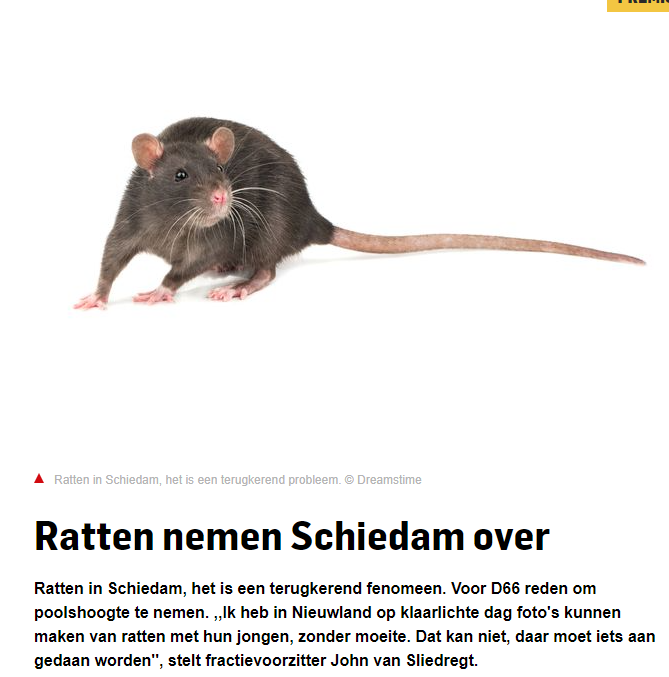 Ratten in Schiedam, het is een terugkerend probleem. © Dreamstime
Ratten nemen Schiedam over
Ratten in Schiedam, het is een terugkerend fenomeen. Voor D66 reden om
poolshoogte te nemen. ,,Ik heb in Nieuwland op klaarlichte dag foto's kunnen
maken van ratten met hun jongen, zonder moeite. Dat kan niet, daar moet iets aan
gedaan worden'', stelt fractievoorzitter John van Sliedregt.